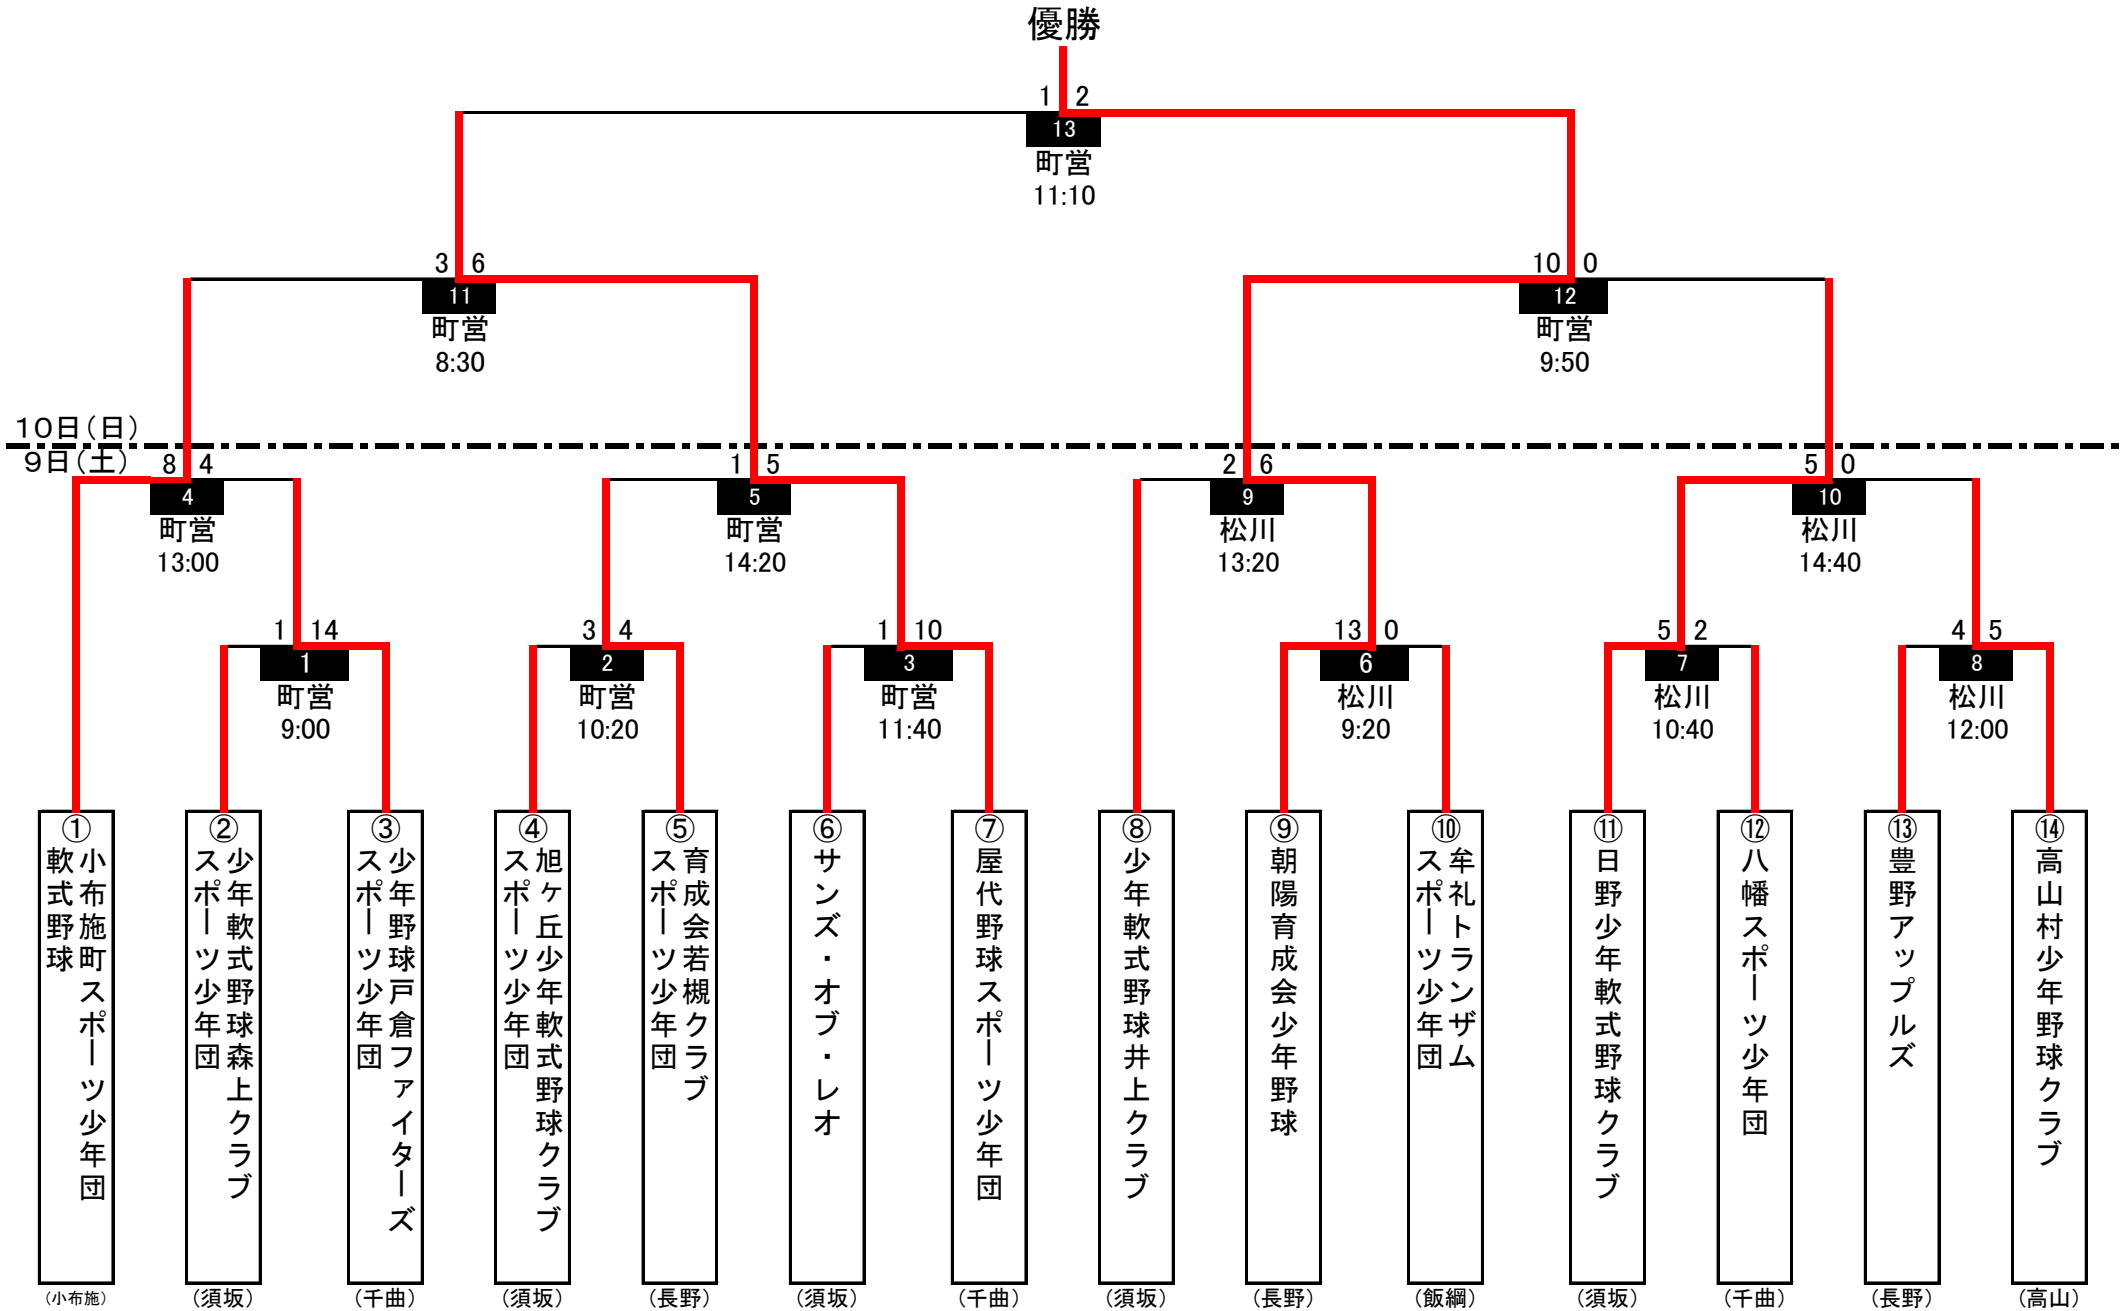 優勝
1 2
13
町営
11:10
3 6
11
町営
8:30
10 0
12
町営
9:50
10日(日)
9日(土)
8 4
4
町営
13:00
1 5
5
町営
14:20
2 6
9
松川
13:20
5 0
10
松川
14:40
1 14
1
町営
9:00
3 4
2
町営
10:20
1 10
3
町営
11:40
13 0
6
松川
9:20
5 2
7
松川
10:40
4 5
8
松川
12:00
①
小布施町スポーツ少年団
軟式野球
(小布施)
②
少年軟式野球森上クラブ
スポーツ少年団
(須坂)
③
少年野球戸倉ファイターズ
スポーツ少年団
(千曲)
④
旭ヶ丘少年軟式野球クラブ
スポーツ少年団
(須坂)
⑤
育成会若槻クラブ
スポーツ少年団
(長野)
⑥
サンズ・オブ・レオ
(須坂)
⑦
屋代野球スポーツ少年団
(千曲)
⑧
少年軟式野球井上クラブ
(須坂)
⑨
朝陽育成会少年野球
(長野)
⑩
牟礼トランザム
スポーツ少年団
(飯綱)
⑪
日野少年軟式野球クラブ
(須坂)
⑫
八幡スポーツ少年団
(千曲)
⑬
豊野アップルズ
(長野)
⑭
高山村少年野球クラブ
(高山)